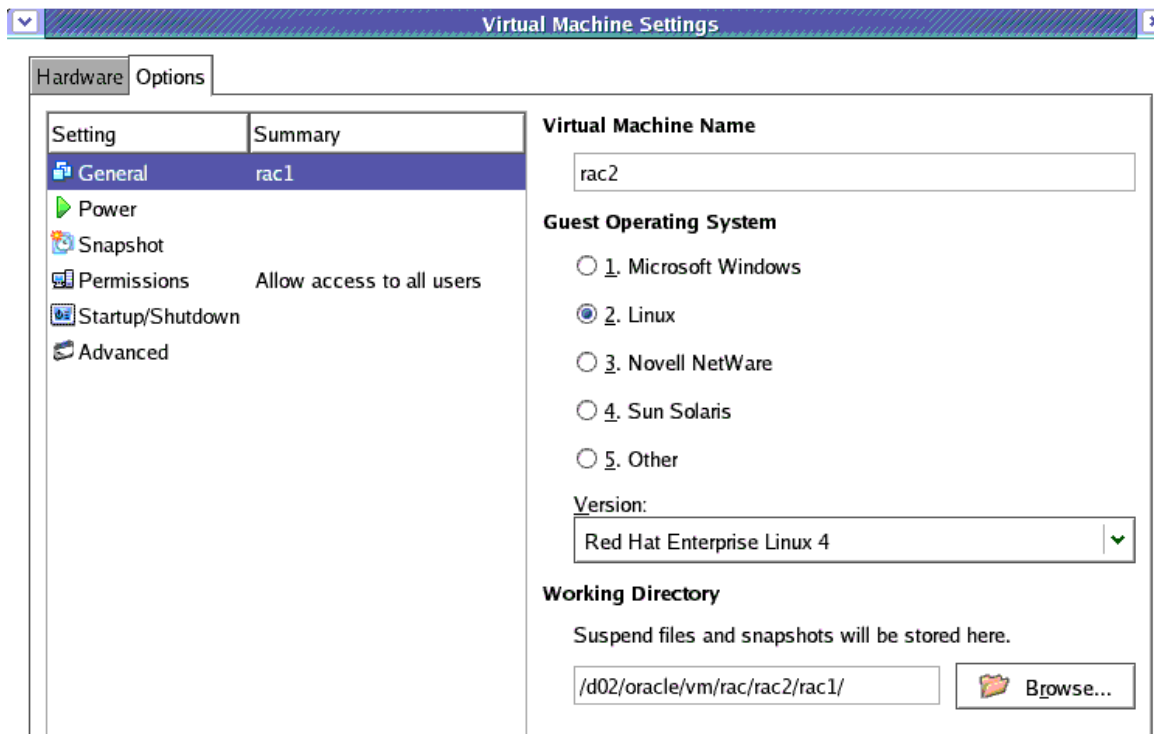 Virtual Machine Settings
Hardware Options
Setting Summary
General rac1
Power
Snapshot
Permissions Allow access to all users
Startup/Shutdown
Advanced
Virtual Machine Name
rac2
Guest Operating System
1. Microsoft Windows
2. Linux
3. Novell NetWare
4. Sun Solaris
5. Other
Version:
Red Hat Enterprise Linux 4
Working Directory
Suspend files and snapshots will be stored here.
/d02/oracle/vm/rac/rac2/rac1/ Browse...